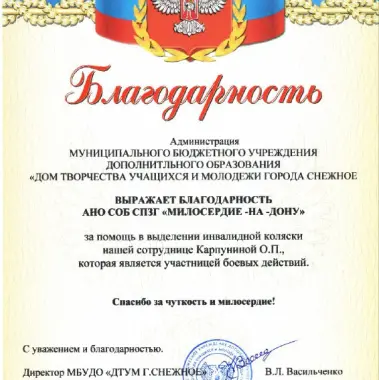 Благодарность
Администрация
МУНИЦИПАЛЬНОГО БЮДЖЕТНОГО УЧРЕЖДЕНИЯ
ДОПОЛНИТЛЬНОГО ОБРАЗОВАНИЯ
«ДОМ ТВОРЧЕСТВА УЧАЩИХСЯ И МОЛОДЕЖИ ГОРОДА СНЕЖНОЕ
ВЫРАЖАЕТ БЛАГОДАРНОСТЬ
АНО СОБ СПЗГ «МИЛОСЕРДИЕ -НА -ДОНУ»
за помощь в выделении инвалидной коляски
нашей сотруднице Карпуниной О.П.,
которая является участницей боевых действий.
Спасибо за чуткость и милосердие!
С уважением и благодарностью.
Директор МБУДО «ДТУМ Г.СНЕЖНОЕ»
В.Л. Васильченко